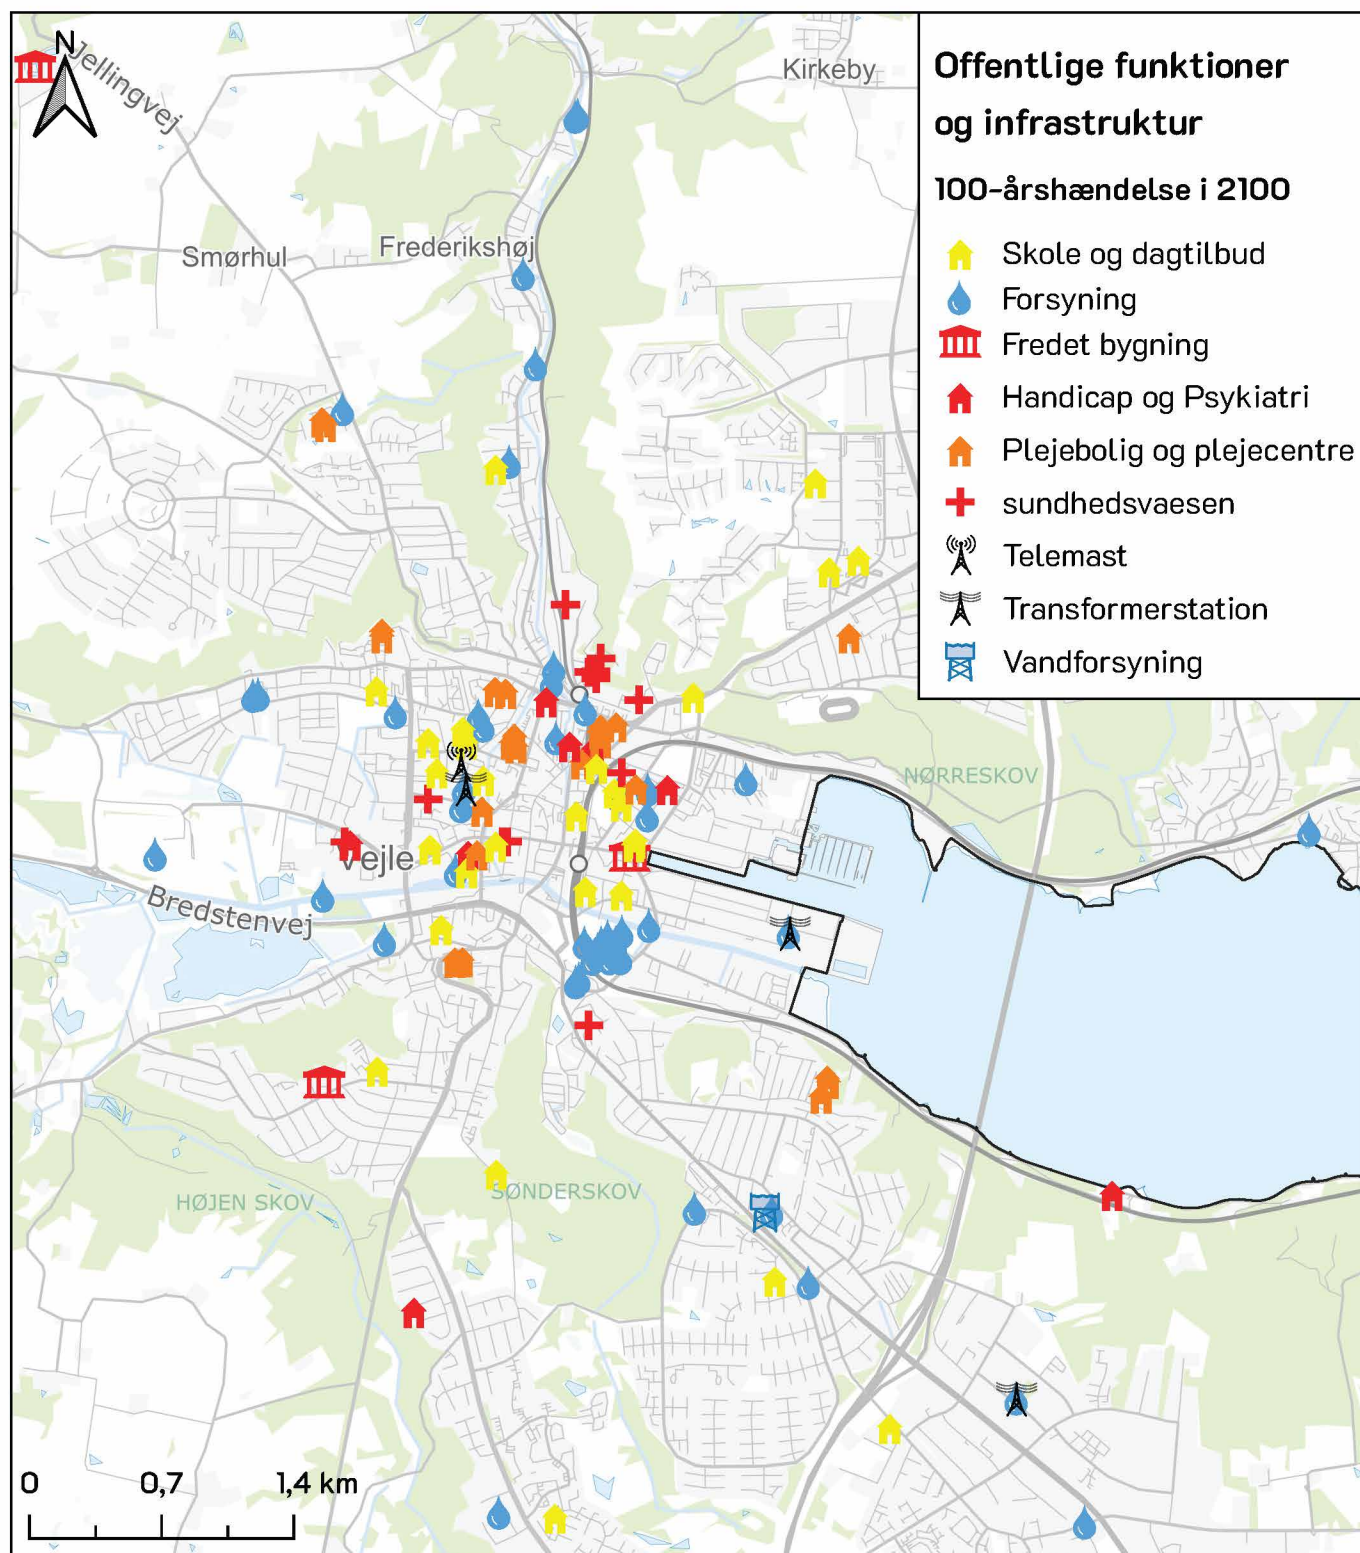 N
Jellingvej
Kirkeby
Smørhul
Frederikshøj
Offentlige funktioner
og infrastruktur
100-årshændelse i 2100
Skole og dagtilbud
Forsyning
Fredet bygning
Handicap og Psykiatri
Plejebolig og plejecentre
sundhedsvaesen
Telemast
Transformerstation
Vandforsyning
NØRRESKOV
Vejle
Bredstenvej
HØJEN SKOV
SØNDERSKOV
0 0,7 1,4 km